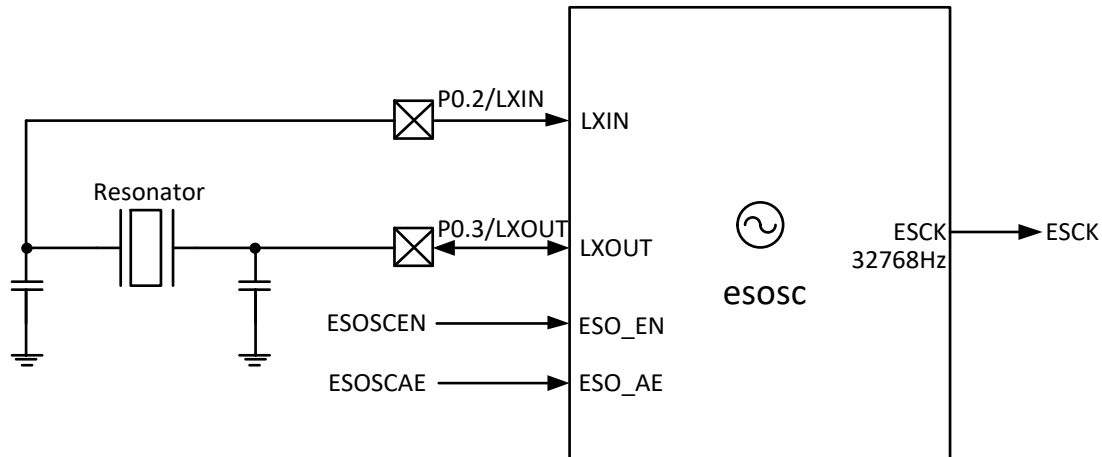 P0.2/LXIN
LXIN
Resonator
P0.3/LXOUT
LXOUT
ESCK
ESCK
32768Hz
esosc
ESOSCEN
ESO_EN
ESOSCAE
ESO_AE